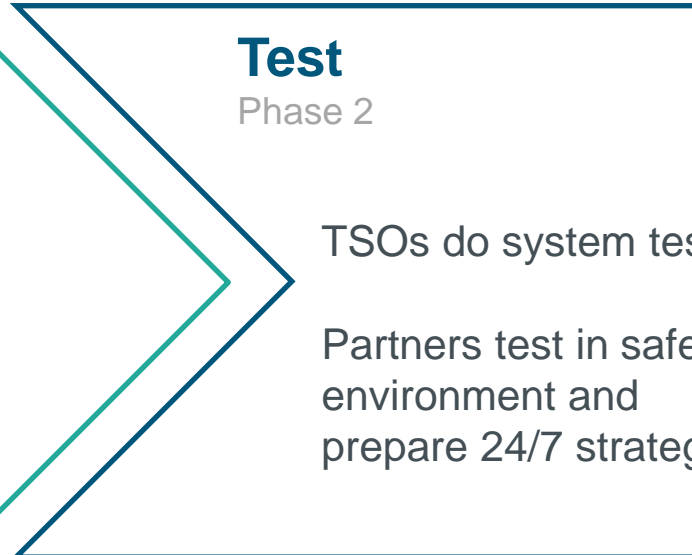 Test
Phase 2
TSOs do system tes
Partners test in safe
environment and
prepare 24/7 strateg